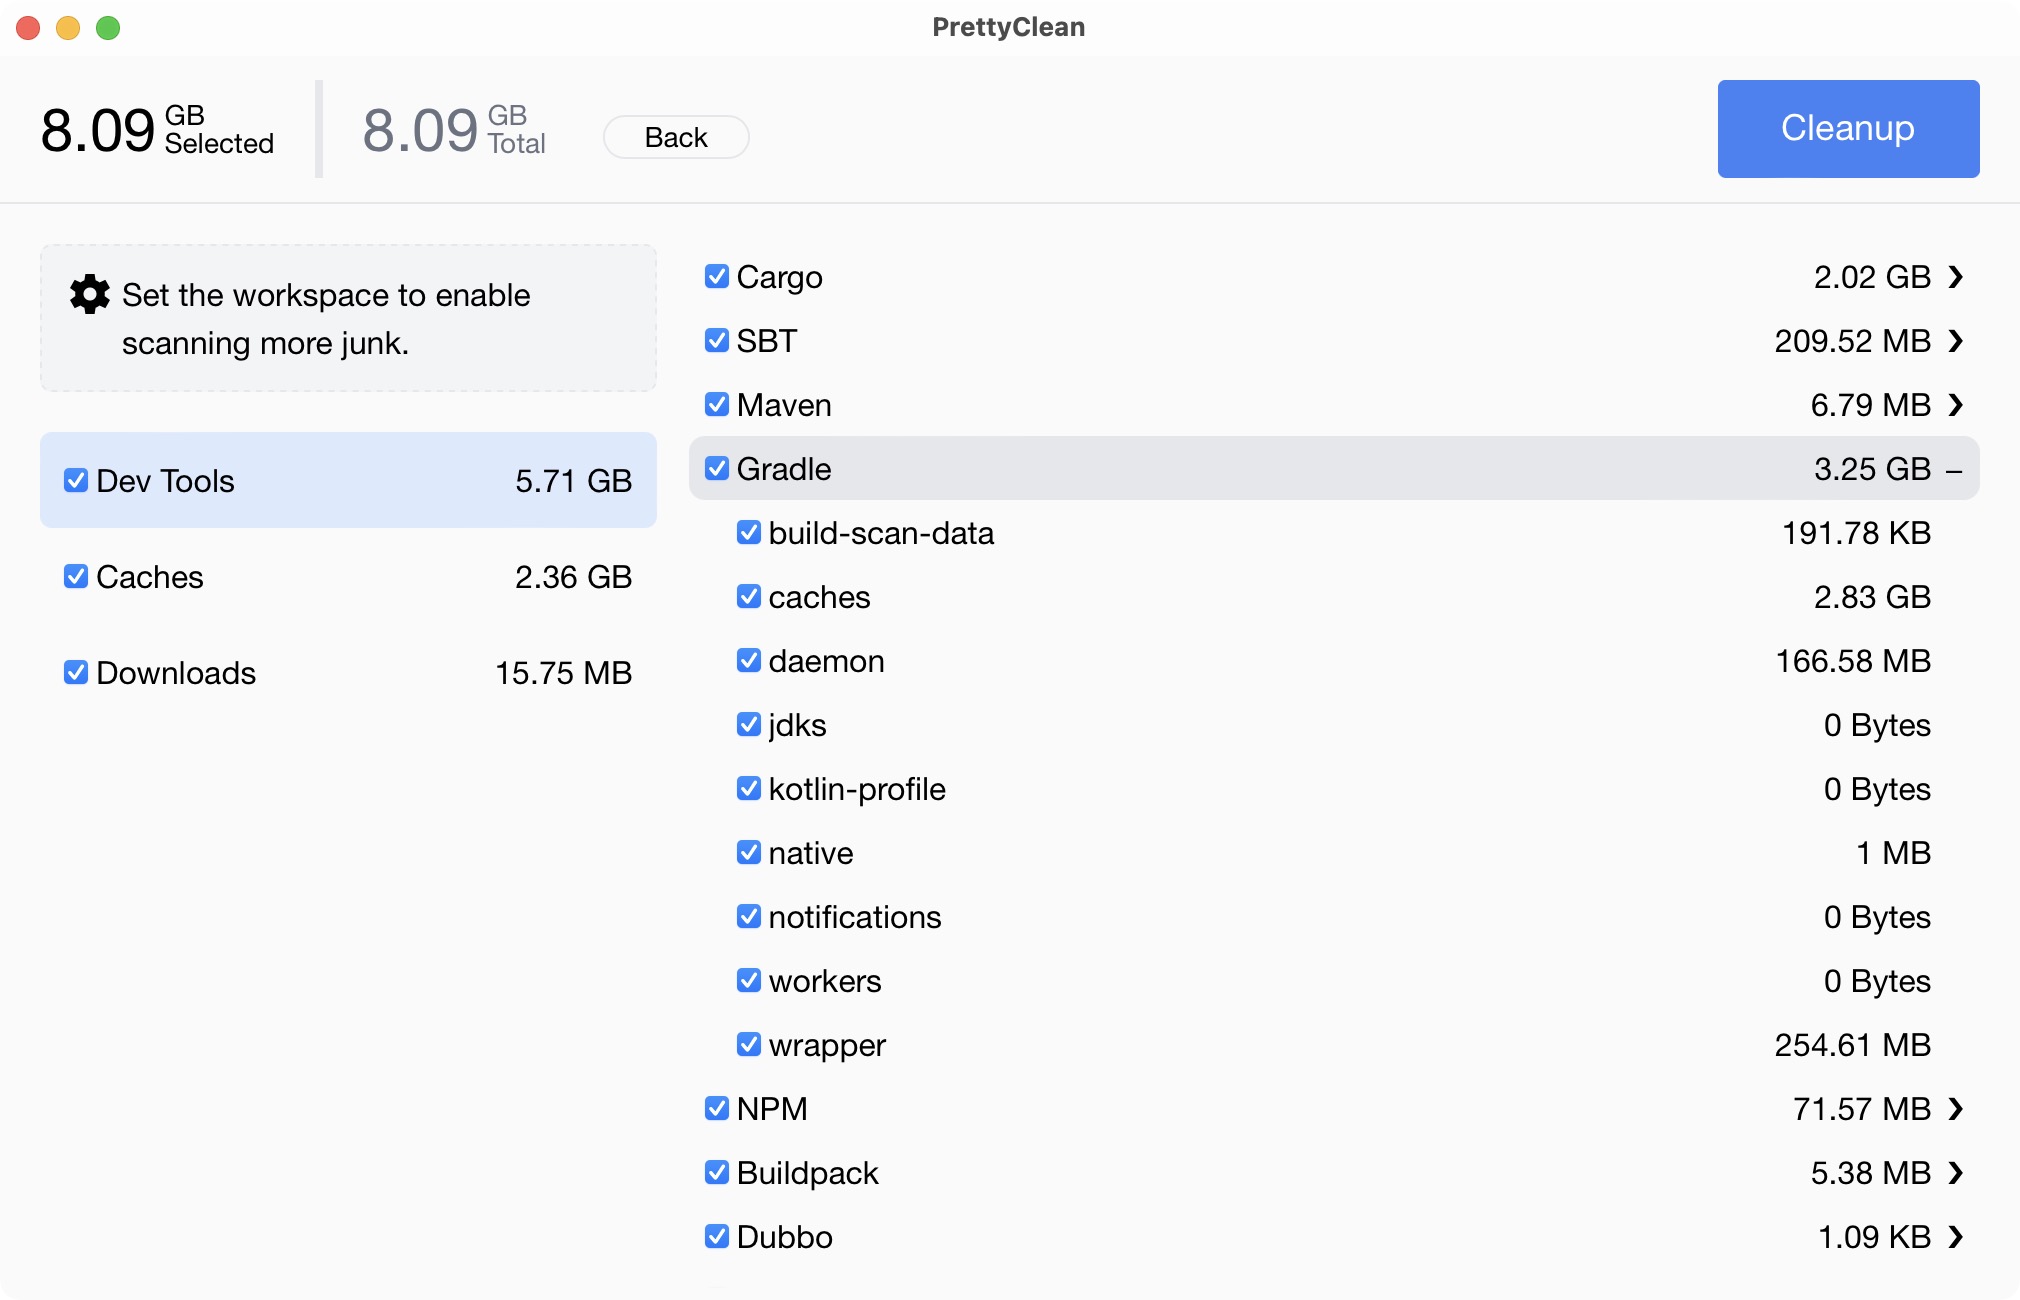 PrettyClean
8.09 GB Selected
8.09 GB Total
Back
Cleanup
Set the workspace to enable
scanning more junk.
Dev Tools 5.71 GB
Caches 2.36 GB
Downloads 15.75 MB
Cargo 2.02 GB
SBT 209.52 MB
Maven 6.79 MB
Gradle 3.25 GB
build-scan-data 191.78 KB
caches 2.83 GB
daemon 166.58 MB
jdks 0 Bytes
kotlin-profile 0 Bytes
native 1 MB
notifications 0 Bytes
workers 0 Bytes
wrapper 254.61 MB
NPM 71.57 MB
Buildpack 5.38 MB
Dubbo 1.09 KB